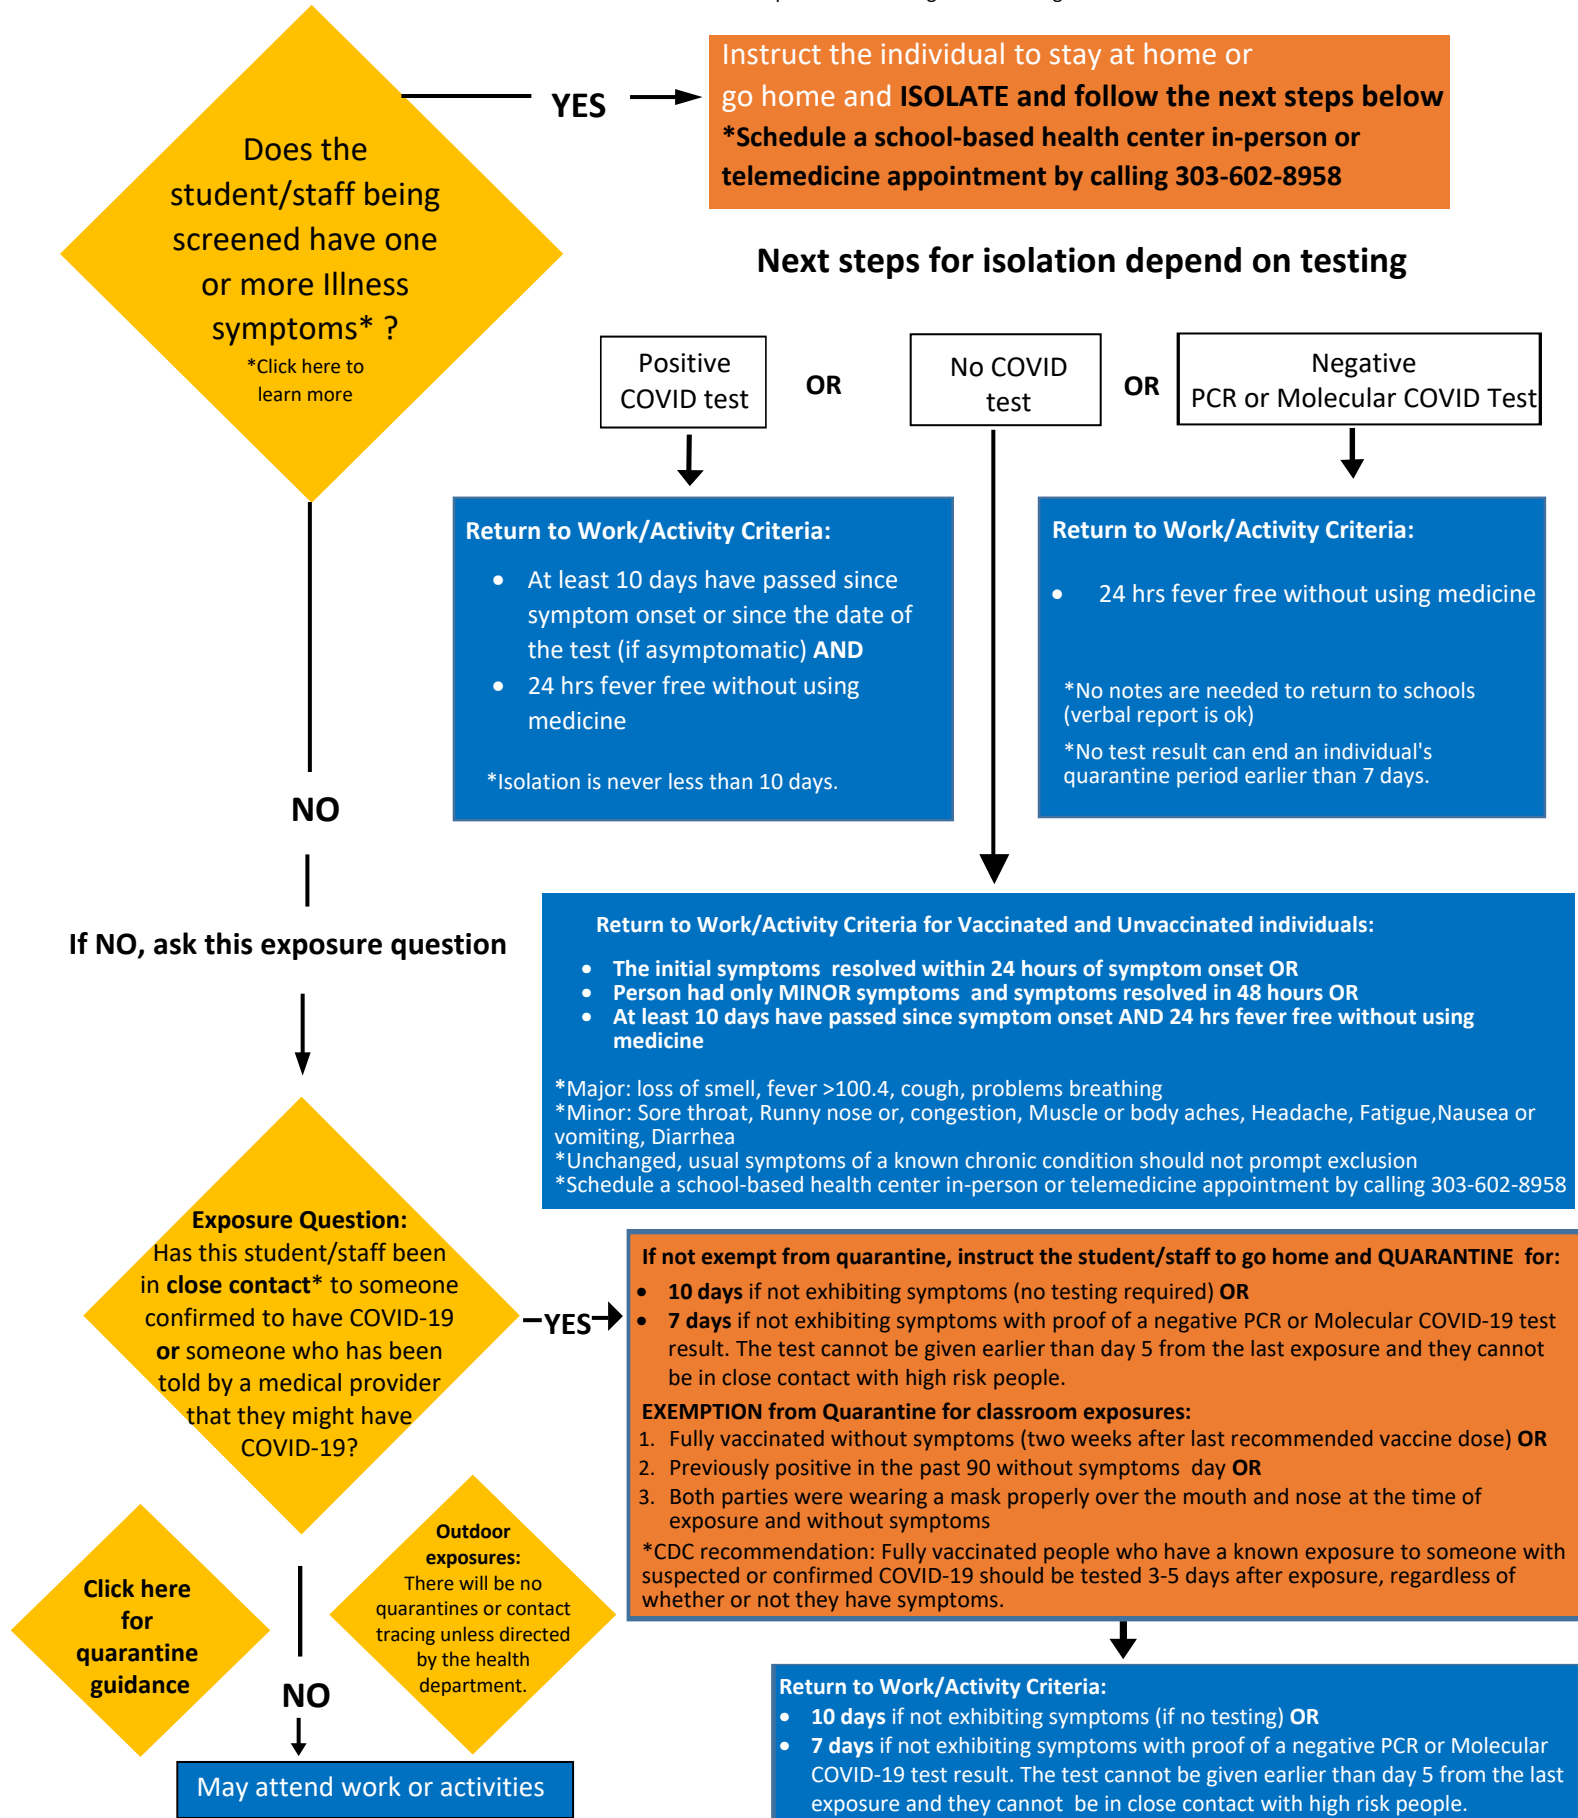 Does the
student/staff being
screened have one
or more Illness
symptoms* ?
*Click here to
learn more
YES
Instruct the individual to stay at home or
go home and ISOLATE and follow the next steps below
*Schedule a school-based health center in-person or
telemedicine appointment by calling 303-602-8958
Next steps for isolation depend on testing
Positive
COVID test
OR
No COVID
test
OR
Negative
PCR or Molecular COVID Test
Return to Work/Activity Criteria:
• At least 10 days have passed since
symptom onset or since the date of
the test (if asymptomatic) AND
• 24 hrs fever free without using
medicine
*Isolation is never less than 10 days.
Return to Work/Activity Criteria:
• 24 hrs fever free without using medicine
*No notes are needed to return to schools
(verbal report is ok)
*No test result can end an individual's
quarantine period earlier than 7 days.
NO
If NO, ask this exposure question
Return to Work/Activity Criteria for Vaccinated and Unvaccinated individuals:
• The initial symptoms resolved within 24 hours of symptom onset OR
• Person had only MINOR symptoms and symptoms resolved in 48 hours OR
• At least 10 days have passed since symptom onset AND 24 hrs fever free without using
medicine
*Major: loss of smell, fever >100.4, cough, problems breathing
*Minor: Sore throat, Runny nose or, congestion, Muscle or body aches, Headache, Fatigue,Nausea or
vomiting, Diarrhea
*Unchanged, usual symptoms of a known chronic condition should not prompt exclusion
*Schedule a school-based health center in-person or telemedicine appointment by calling 303-602-8958
Exposure Question:
Has this student/staff been
in close contact* to someone
confirmed to have COVID-19
or someone who has been
told by a medical provider
that they might have
COVID-19?
YES
If not exempt from quarantine, instruct the student/staff to go home and QUARANTINE for:
• 10 days if not exhibiting symptoms (no testing required) OR
• 7 days if not exhibiting symptoms with proof of a negative PCR or Molecular COVID-19 test
result. The test cannot be given earlier than day 5 from the last exposure and they cannot
be in close contact with high risk people.
EXEMPTION from Quarantine for classroom exposures:
1. Fully vaccinated without symptoms (two weeks after last recommended vaccine dose) OR
2. Previously positive in the past 90 without symptoms day OR
3. Both parties were wearing a mask properly over the mouth and nose at the time of
exposure and without symptoms
*CDC recommendation: Fully vaccinated people who have a known exposure to someone with
suspected or confirmed COVID-19 should be tested 3-5 days after exposure, regardless of
whether or not they have symptoms.
Click here
for
quarantine
guidance
Outdoor
exposures:
There will be no
quarantines or contact
tracing unless directed
by the health
department.
NO
May attend work or activities
Return to Work/Activity Criteria:
• 10 days if not exhibiting symptoms (if no testing) OR
• 7 days if not exhibiting symptoms with proof of a negative PCR or Molecular
COVID-19 test result. The test cannot be given earlier than day 5 from the last
exposure and they cannot be in close contact with high risk people.